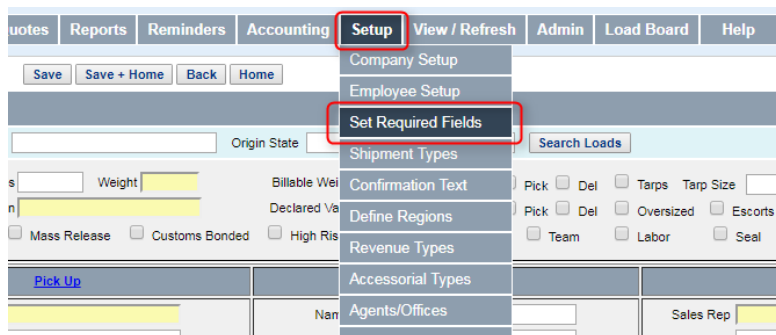 uotes Reports Reminders Accounting Setup View / Refresh Admin Load Board Help
Company Setup
Save Save + Home Back Home
Employee Setup
Set Required Fields
Origin State Search Loads
Shipment Types
s Weight Billable Wei Confirmation Text Pick Del Tarps Tarp Size
n Declared Va Define Regions Pick Del Oversized Escorts
Mass Release Customs Bonded High Ris Revenue Types Team Labor Seal
Pick Up Accessorial Types
Nam Agents/Offices Sales Rep